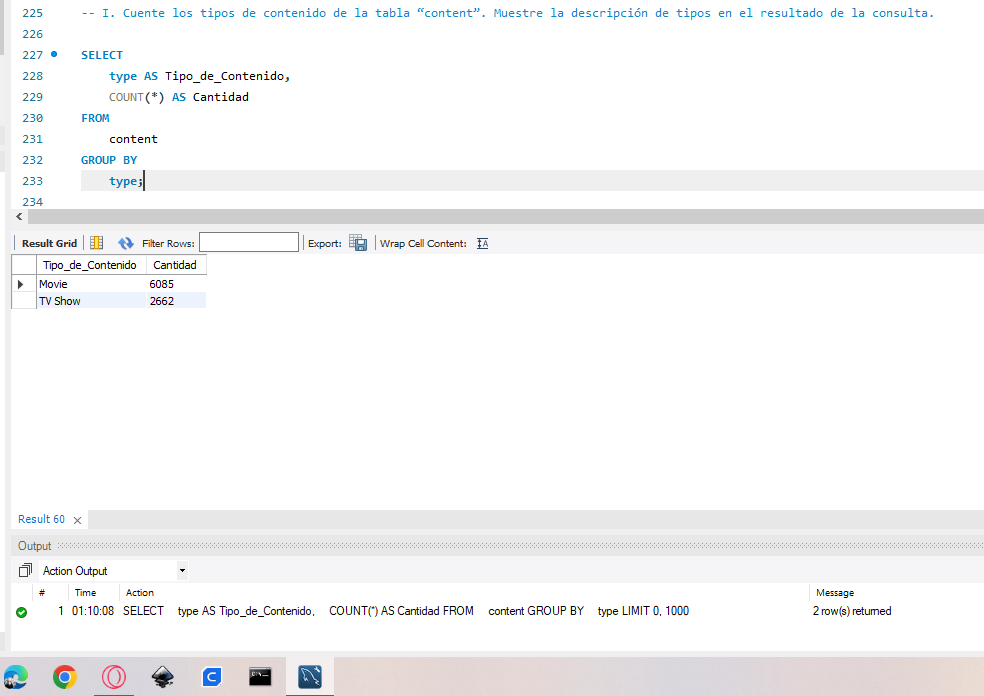 225 -- I. Cuente los tipos de contenido de la tabla “content”. Muestre la descripción de tipos en el resultado de la consulta.
226
227 SELECT
228 type AS Tipo_de_Contenido,
229 COUNT(*) AS Cantidad
230 FROM
231 content
232 GROUP BY
233 type;
234
Result Grid Filter Rows: Export: Wrap Cell Content: IA
Tipo_de_Contenido Cantidad
Movie 6085
TV Show 2662
Result 60
Output
Action Output
# Time Action Message
1 01:10:08 SELECT type AS Tipo_de_Contenido, COUNT(*) AS Cantidad FROM content GROUP BY type LIMIT 0, 1000 2 row(s) returned